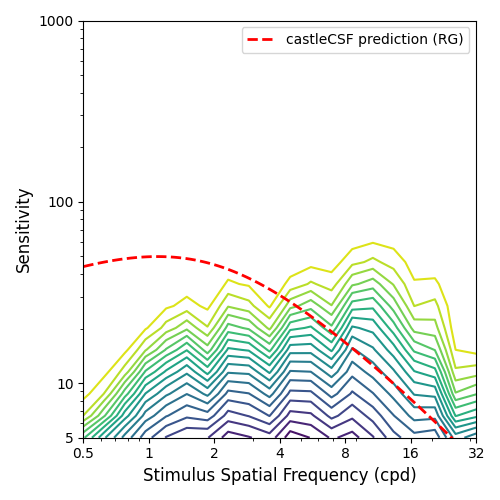 1000
castleCSF prediction (RG)
100
Sensitivity
10
5
0.5 1 2 4 8 16 32
Stimulus Spatial Frequency (cpd)